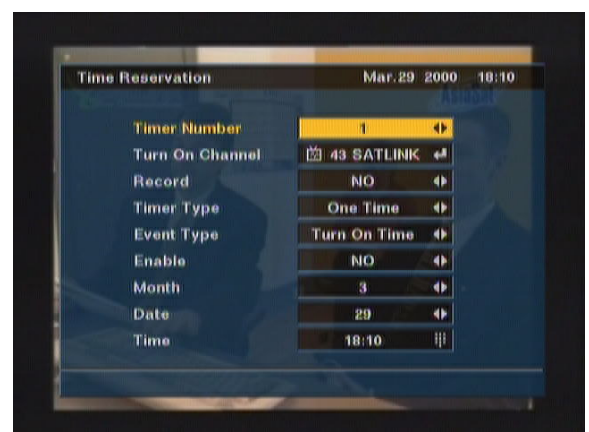 Time Reservation Mar.29 2000 18:10
AsiaSat
Timer Number 1
Turn On Channel 43 SATLINK
Record NO
Timer Type One Time
Event Type Turn On Time
Enable NO
Month 3
Date 29
Time 18:10